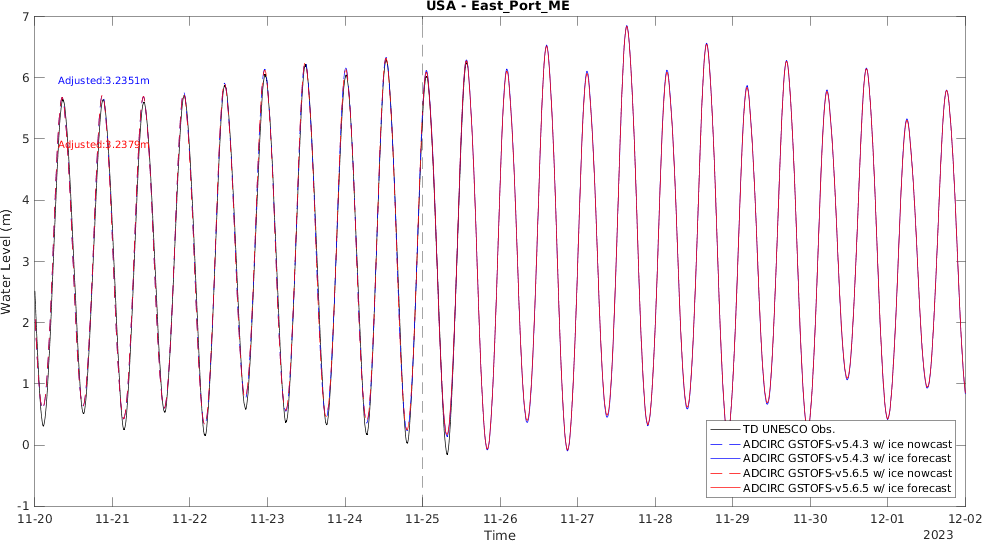 USA - East_Port_ME
7
6
5
4
3
2
1
0
-1
Water Level (m)
Adjusted:3.2351m
Adjusted:3.2379m
TD UNESCO Obs.
ADCIRC GSTOFS-v5.4.3 w/ ice nowcast
ADCIRC GSTOFS-v5.4.3 w/ ice forecast
ADCIRC GSTOFS-v5.6.5 w/ ice nowcast
ADCIRC GSTOFS-v5.6.5 w/ ice forecast
11-20 11-21 11-22 11-23 11-24 11-25 11-26 11-27 11-28 11-29 11-30 12-01 12-02
Time
2023